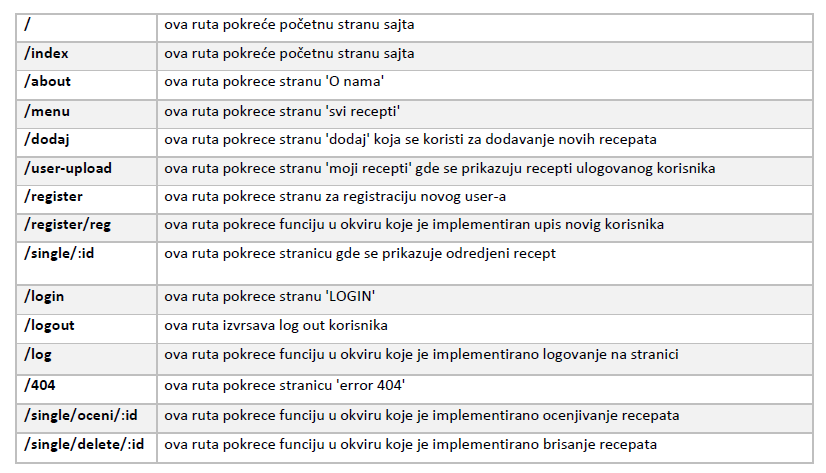 / ova ruta pokreće početnu stranu sajta
/index ova ruta pokreće početnu stranu sajta
/about ova ruta pokrece stranu 'O nama'
/menu ova ruta pokrece stranu 'svi recepti'
/dodaj ova ruta pokrece stranu 'dodaj' koja se koristi za dodavanje novih recepata
/user-upload ova ruta pokrece stranu 'moji recepti' gde se prikazuju recepti ulogovanog korisnika
/register ova ruta pokrece stranu za registraciju novog user-a
/register/reg ova ruta pokrece funciju u okviru koje je implementiran upis novig korisnika
/single/:id ova ruta pokrece stranicu gde se prikazuje odredjeni recept
/login ova ruta pokrece stranu 'LOGIN'
/logout ova ruta izvrsava log out korisnika
/log ova ruta pokrece funciju u okviru koje je implementirano logovanje na stranici
/404 ova ruta pokrece stranicu 'error 404'
/single/oceni/:id ova ruta pokrece funciju u okviru koje je implementirano ocenjivanje recepata
/single/delete/:id ova ruta pokrece funciju u okviru koje je implementirano brisanje recepata